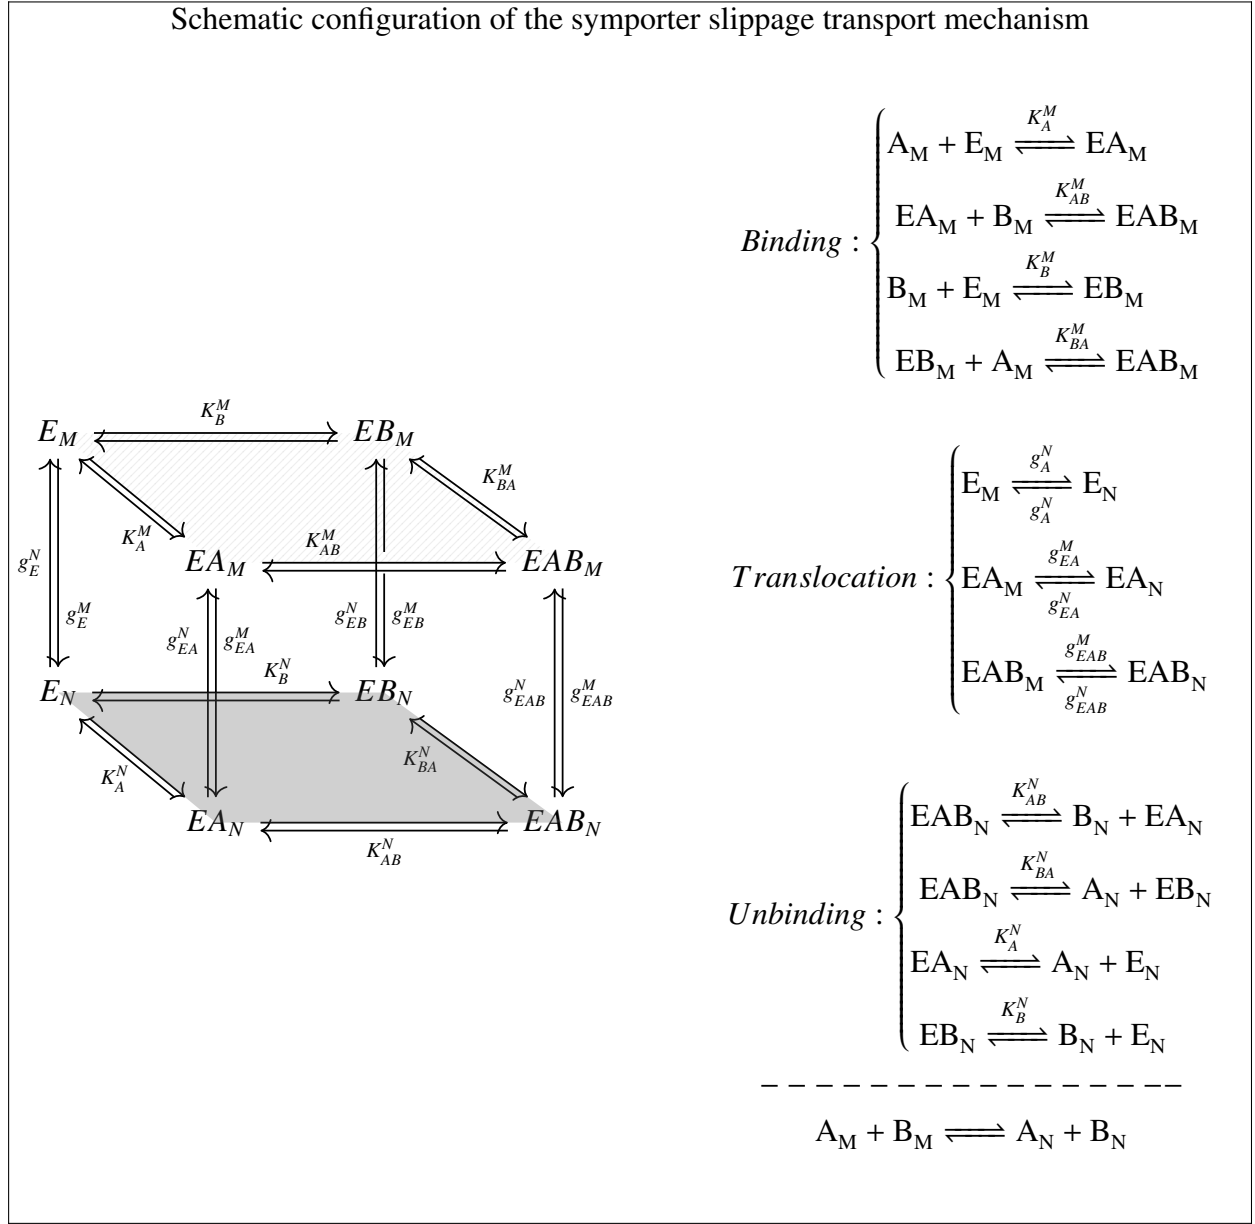 Schematic configuration of the symporter slippage transport mechanism
E_M K_B^M EB_M
K_A^M K_BA^M
EA_M K_AB^M EAB_M
g_E^N g_E^M g_EA^N g_EA^M g_EB^N g_EB^M g_EAB^N g_EAB^M
E_N K_B^N EB_N
K_A^N K_BA^N
EA_N K_AB^N EAB_N
Binding :
K_A^M
A_M + E_M ⇌ EA_M
K_AB^M
EA_M + B_M ⇌ EAB_M
K_B^M
B_M + E_M ⇌ EB_M
K_BA^M
EB_M + A_M ⇌ EAB_M
Translocation :
g_A^N
E_M ⇌ E_N
g_A^N
g_EA^M
EA_M ⇌ EA_N
g_EA^N
g_EAB^M
EAB_M ⇌ EAB_N
g_EAB^N
Unbinding :
K_AB^N
EAB_N ⇌ B_N + EA_N
K_BA^N
EAB_N ⇌ A_N + EB_N
K_A^N
EA_N ⇌ A_N + E_N
K_B^N
EB_N ⇌ B_N + E_N
A_M + B_M ⇌ A_N + B_N